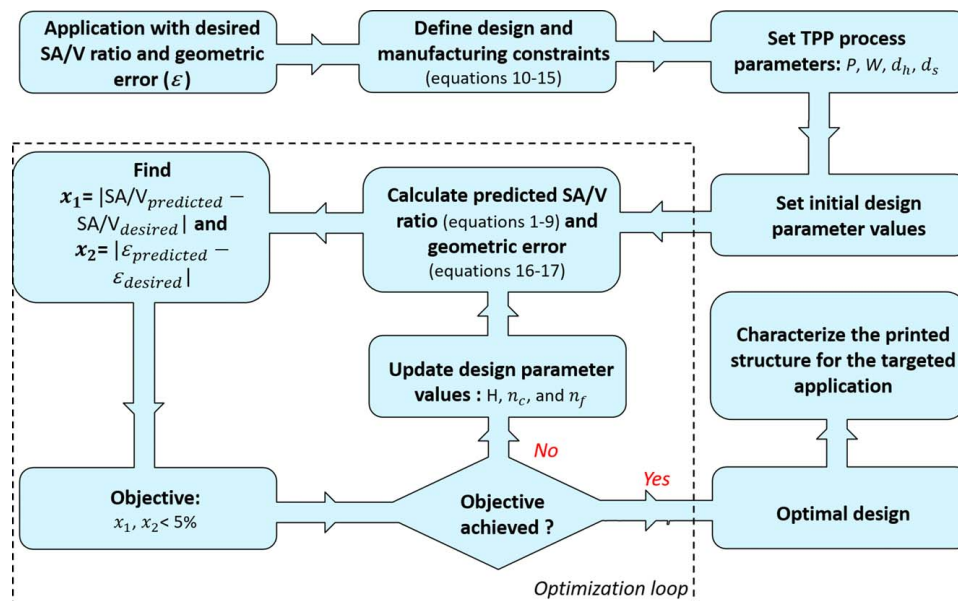 Application with desired
SA/V ratio and geometric
error (ε)
Define design and
manufacturing constraints
(equations 10-15)
Set TPP process
parameters: P, W, d_h, d_s
Set initial design
parameter values
Calculate predicted SA/V
ratio (equations 1-9) and
geometric error
(equations 16-17)
Find
x₁= |SA/V_predicted −
SA/V_desired| and
x₂= |ε_predicted −
ε_desired|
Objective:
x₁, x₂< 5%
Objective
achieved ?
No
Update design parameter
values : H, n_c, and n_f
Yes
Optimal design
Characterize the printed
structure for the targeted
application
Optimization loop